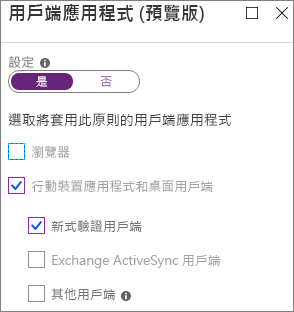 用戶端應用程式 (預覽版)
設定
是 否
選取將套用此原則的用戶端應用程式
瀏覽器
行動裝置應用程式和桌面用戶端
新式驗證用戶端
Exchange ActiveSync 用戶端
其他用戶端